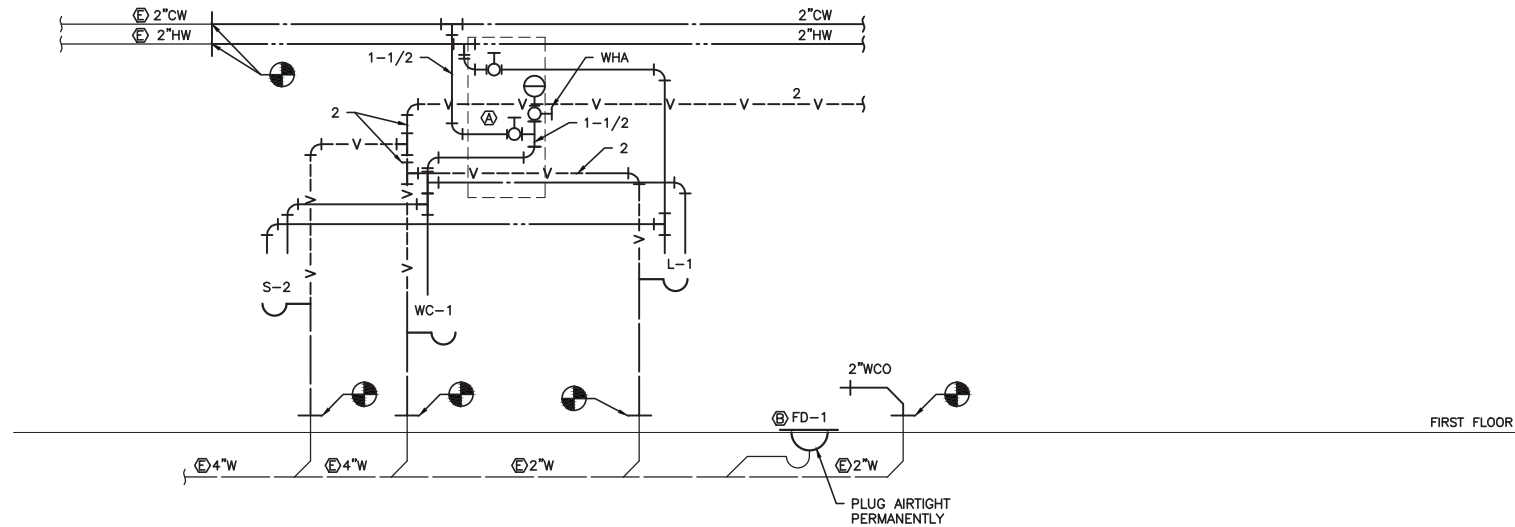 E 2"CW
2"CW
E 2"HW
2"HW
1-1/2
WHA
2
V V V V V V
2
A
1-1/2
V
2
V V
V
V
V
V
V
V
S-2
L-1
WC-1
2"WCO
B FD-1
FIRST FLOOR
E 4"W
E 4"W
E 2"W
E 2"W
PLUG AIRTIGHT
PERMANENTLY